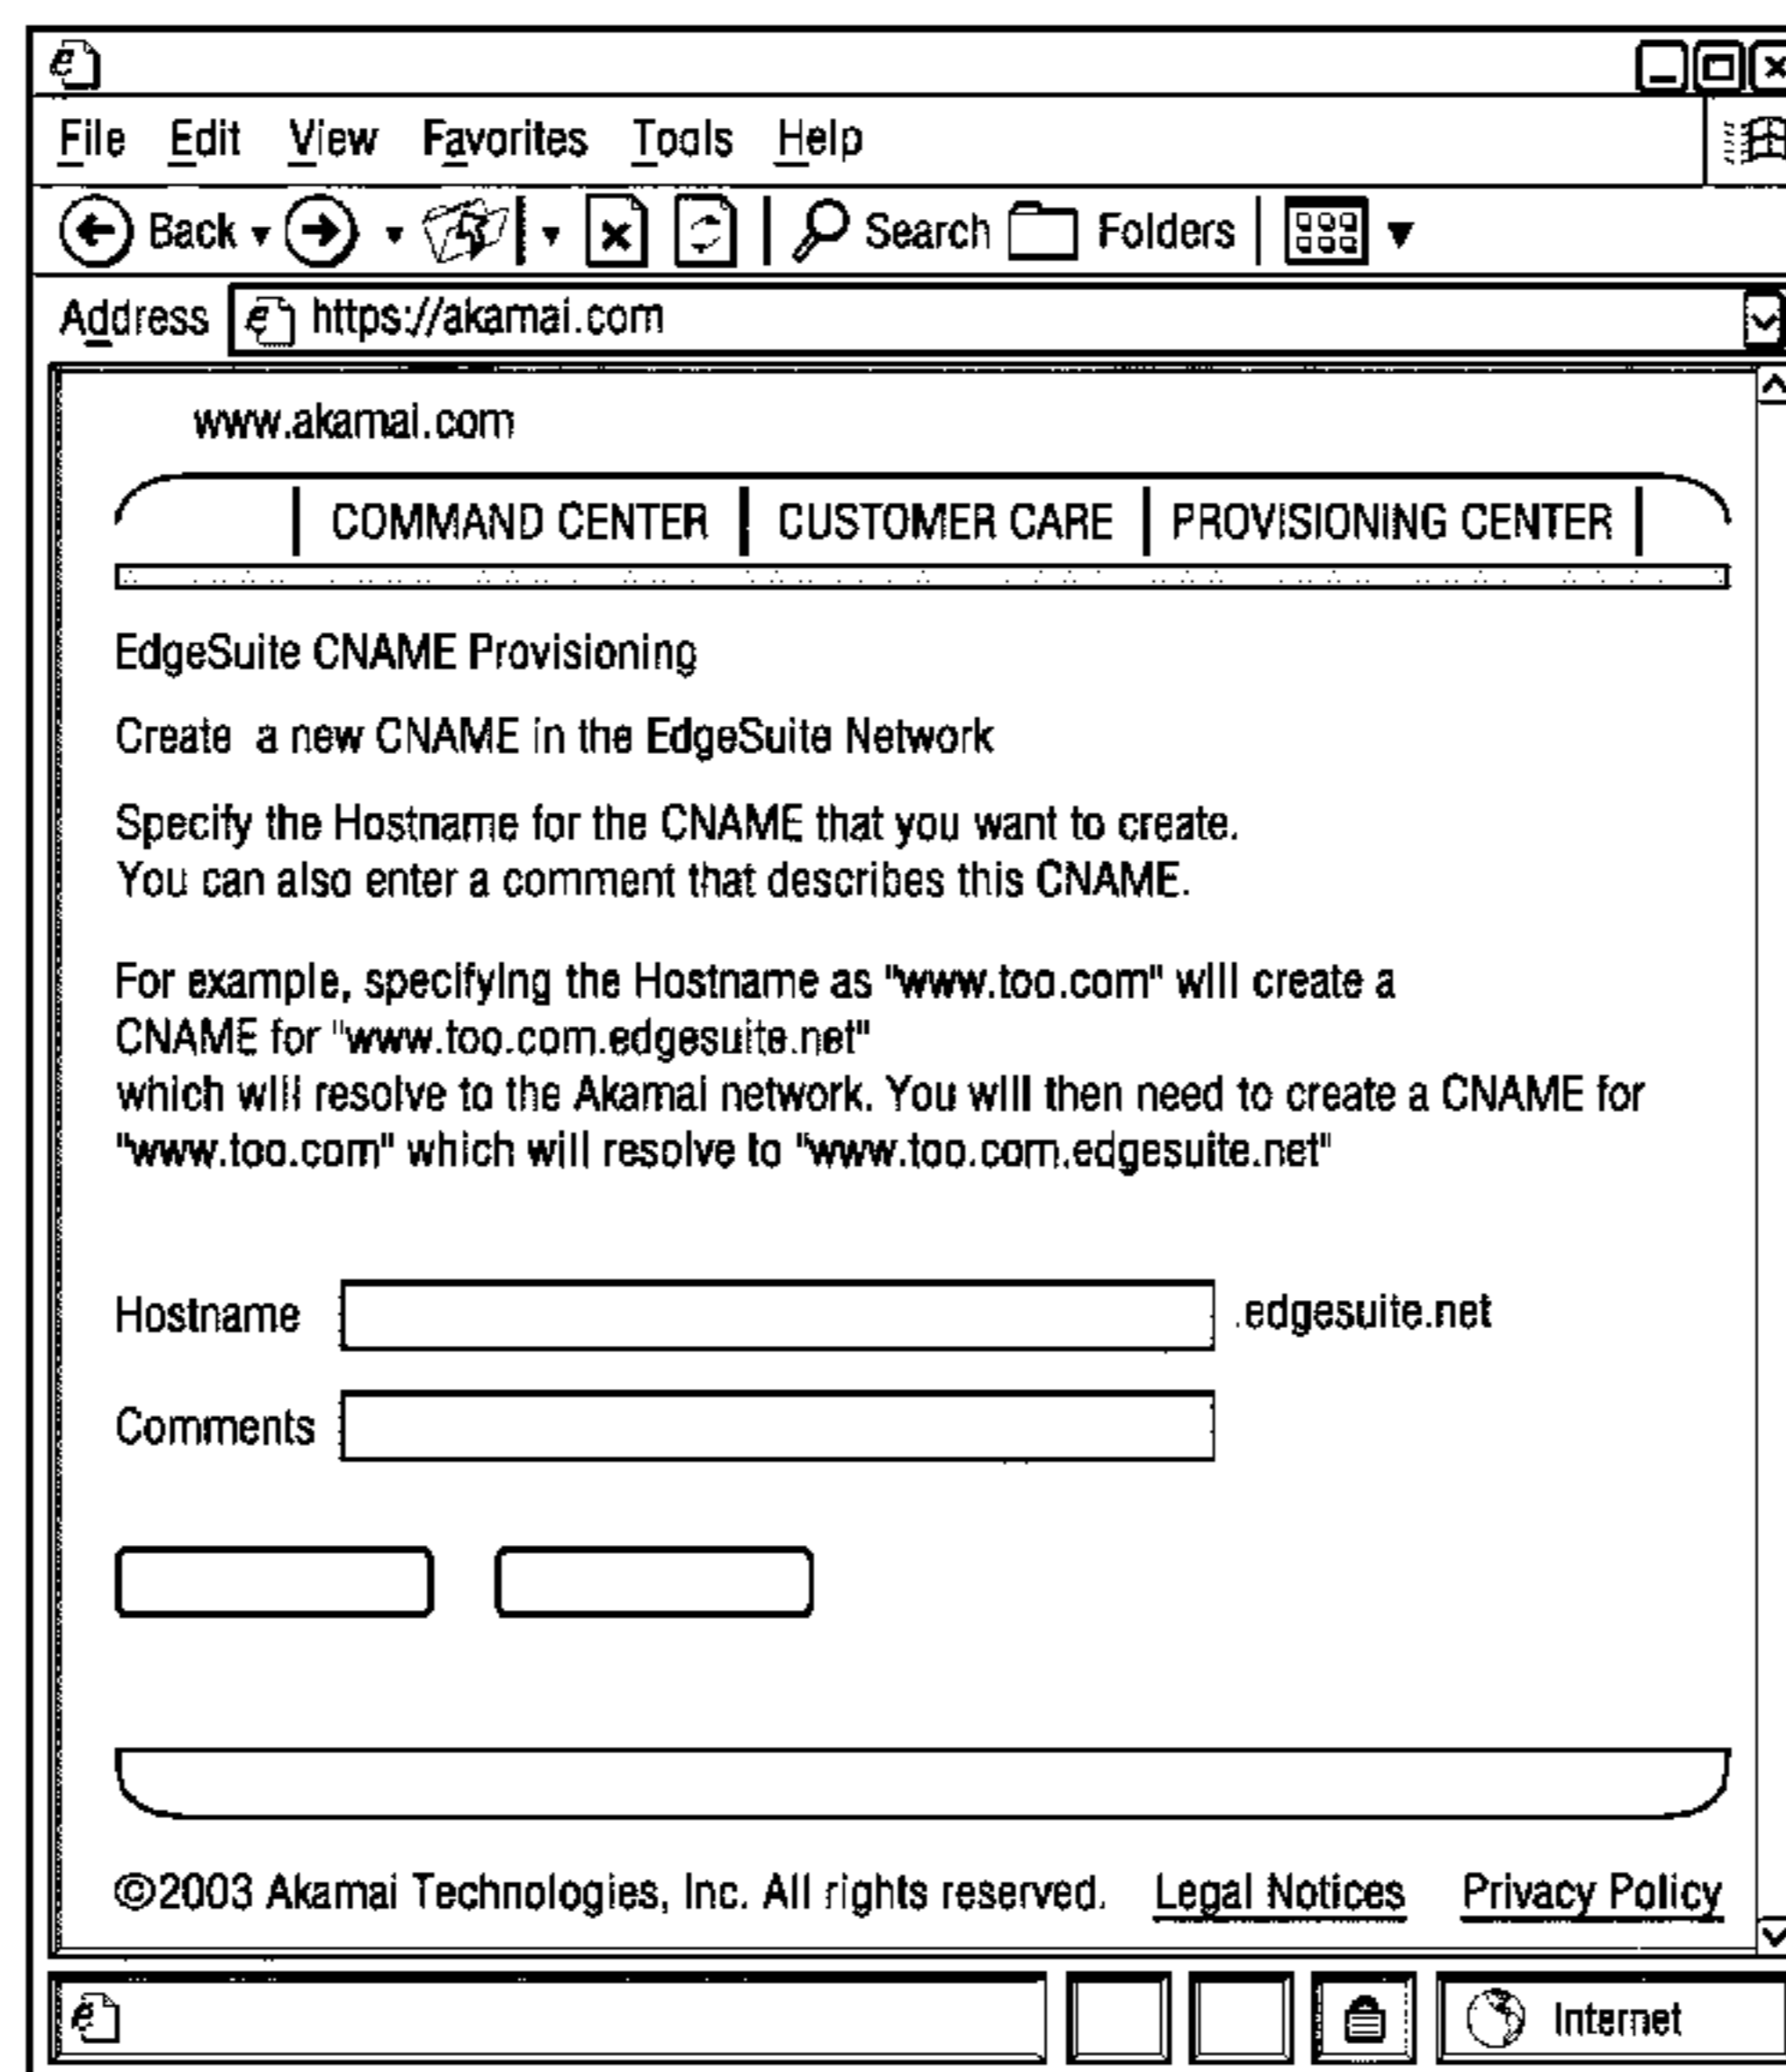 File Edit View Favorites Tools Help
Back Search Folders
Address https://akamai.com
www.akamai.com
COMMAND CENTER CUSTOMER CARE PROVISIONING CENTER
EdgeSuite CNAME Provisioning
Create a new CNAME in the EdgeSuite Network
Specify the Hostname for the CNAME that you want to create.
You can also enter a comment that describes this CNAME.
For example, specifying the Hostname as "www.too.com" will create a
CNAME for "www.too.com.edgesuite.net"
which will resolve to the Akamai network. You will then need to create a CNAME for
"www.too.com" which will resolve to "www.too.com.edgesuite.net"
Hostname .edgesuite.net
Comments
©2003 Akamai Technologies, Inc. All rights reserved. Legal Notices Privacy Policy
Internet